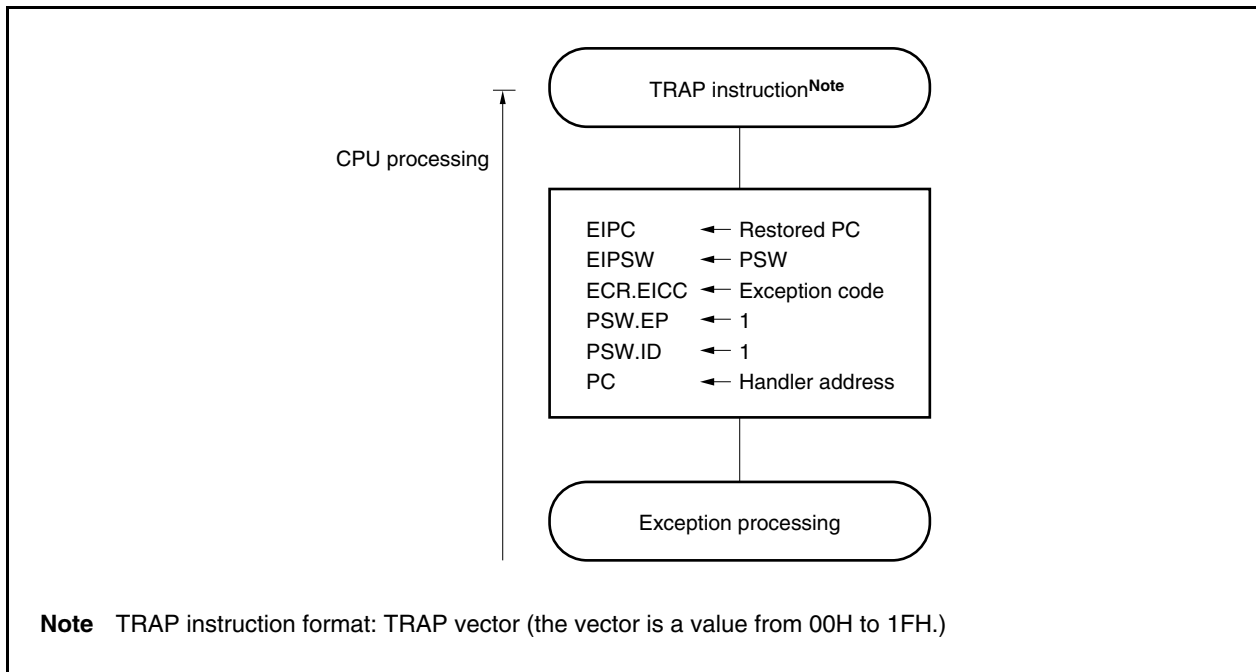 TRAP instructionNote
CPU processing
EIPC ← Restored PC
EIPSW ← PSW
ECR.EICC ← Exception code
PSW.EP ← 1
PSW.ID ← 1
PC ← Handler address
Exception processing
Note TRAP instruction format: TRAP vector (the vector is a value from 00H to 1FH.)